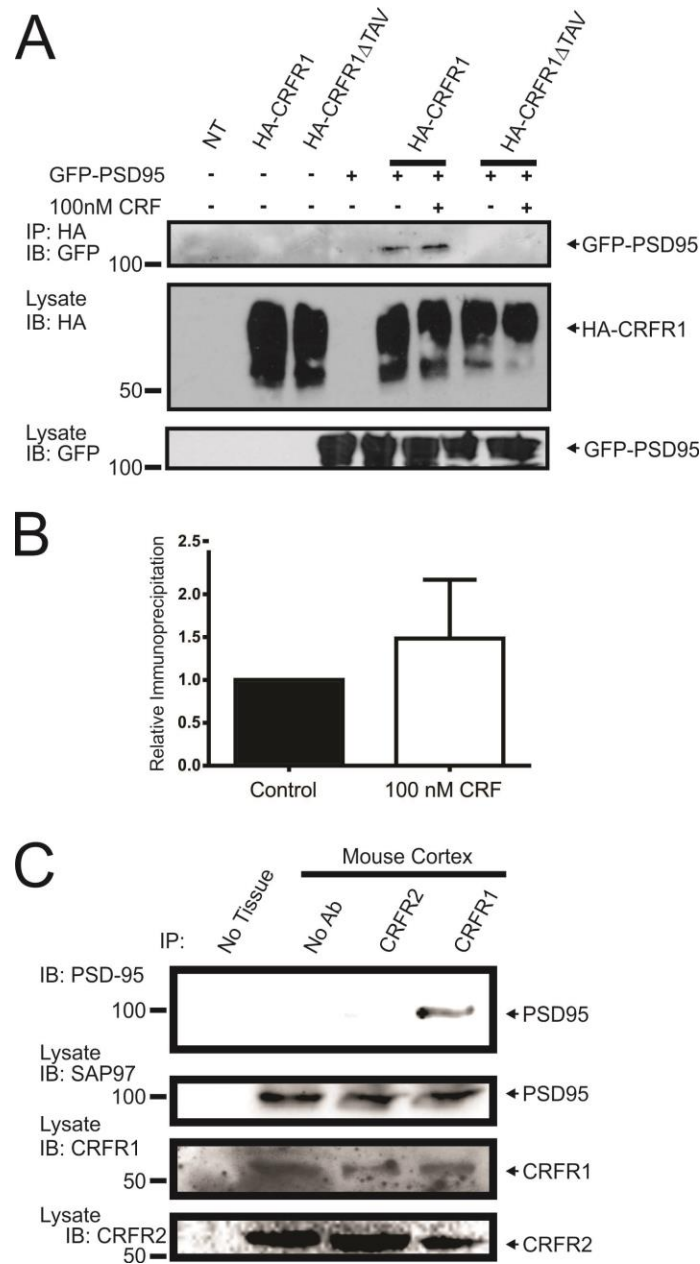 A
NT
HA-CRFR1
HA-CRFR1ΔTAV
HA-CRFR1
HA-CRFR1ΔTAV
GFP-PSD95 - - - + + + + +
100nM CRF - - - - - + - +
IP: HA
IB: GFP
100
GFP-PSD95
Lysate
IB: HA
HA-CRFR1
50
Lysate
IB: GFP
100
GFP-PSD95
B
Relative Immunoprecipitation
2.5
2.0
1.5
1.0
0.5
0.0
Control 100 nM CRF
C
Mouse Cortex
IP: No Tissue No Ab CRFR2 CRFR1
IB: PSD-95
100
PSD95
Lysate
IB: SAP97
100
PSD95
Lysate
IB: CRFR1
50
CRFR1
Lysate
IB: CRFR2
50
CRFR2